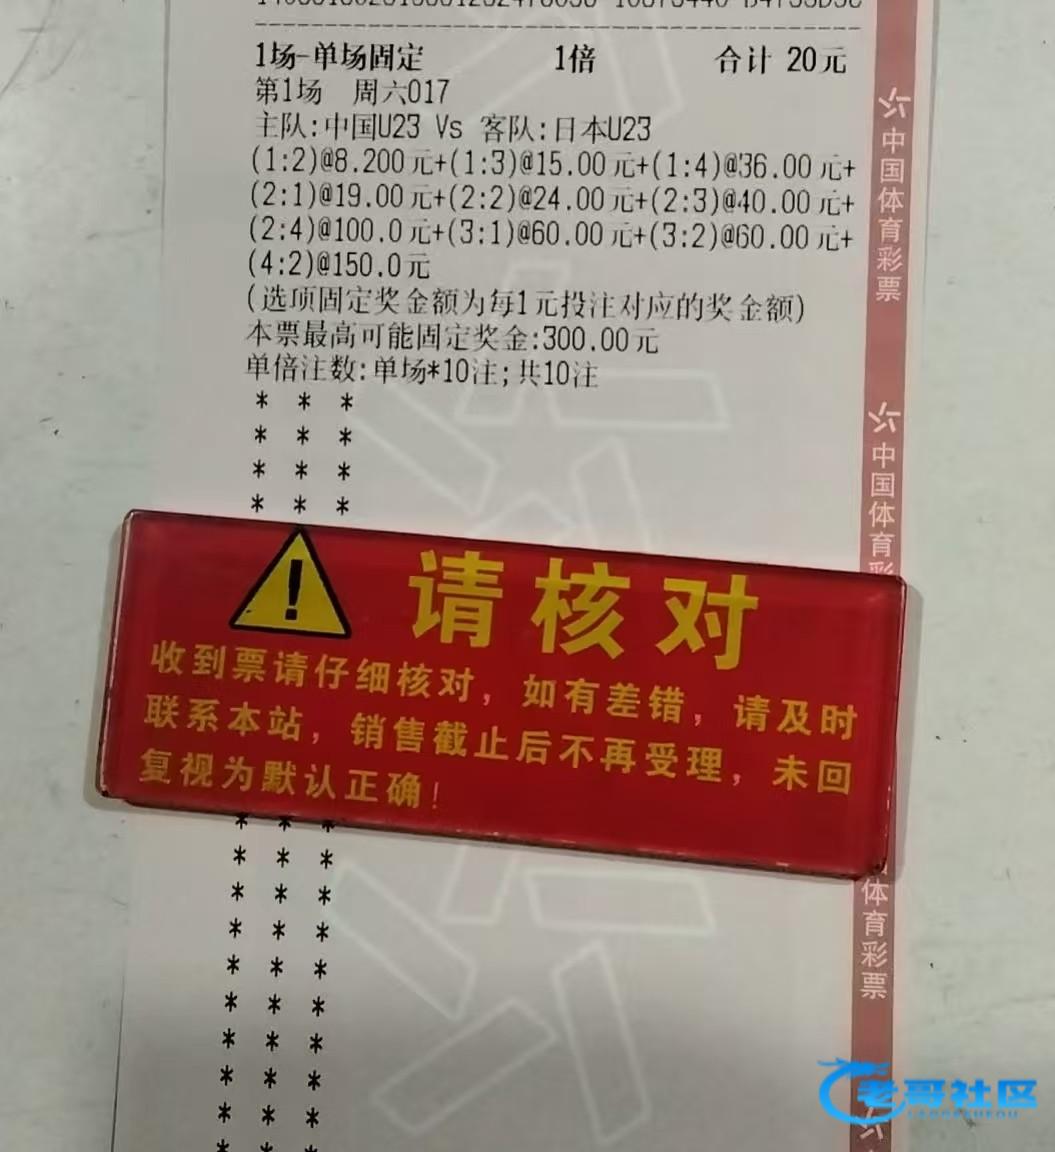 1场-单场固定 1倍 合计 20元
第1场 周六017
主队:中国U23 Vs 客队:日本U23
(1:2)@8.200元+(1:3)@15.00元+(1:4)@36.00元+
(2:1)@19.00元+(2:2)@24.00元+(2:3)@40.00元+
(2:4)@100.0元+(3:1)@60.00元+(3:2)@60.00元+
(4:2)@150.0元
(选项固定奖金额为每1元投注对应的奖金额)
本票最高可能固定奖金:300.00元
单倍注数:单场*10注;共10注
* * *
* * *
* * *
* * *
请核对
收到票请仔细核对,如有差错,请及时
联系本站,销售截止后不再受理,未回
复视为默认正确!
* * *
* * *
* * *
* * *
* * *
* * *
* * *
* * *
* * *
* * *
中国体育彩票
中国体育彩
体育彩票
老哥社区